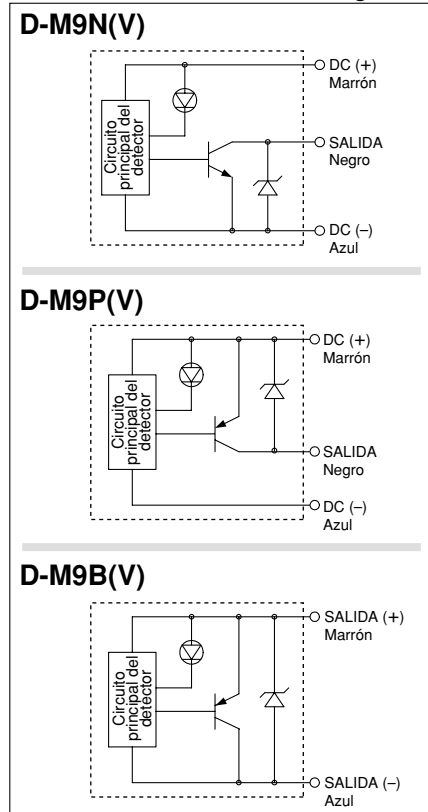 D-M9N(V)
DC (+)
Marrón
Circuito
principal del
detector
SALIDA
Negro
DC (–)
Azul
D-M9P(V)
DC (+)
Marrón
Circuito
principal del
detector
SALIDA
Negro
DC (–)
Azul
D-M9B(V)
SALIDA (+)
Marrón
Circuito
principal del
detector
SALIDA (–)
Azul